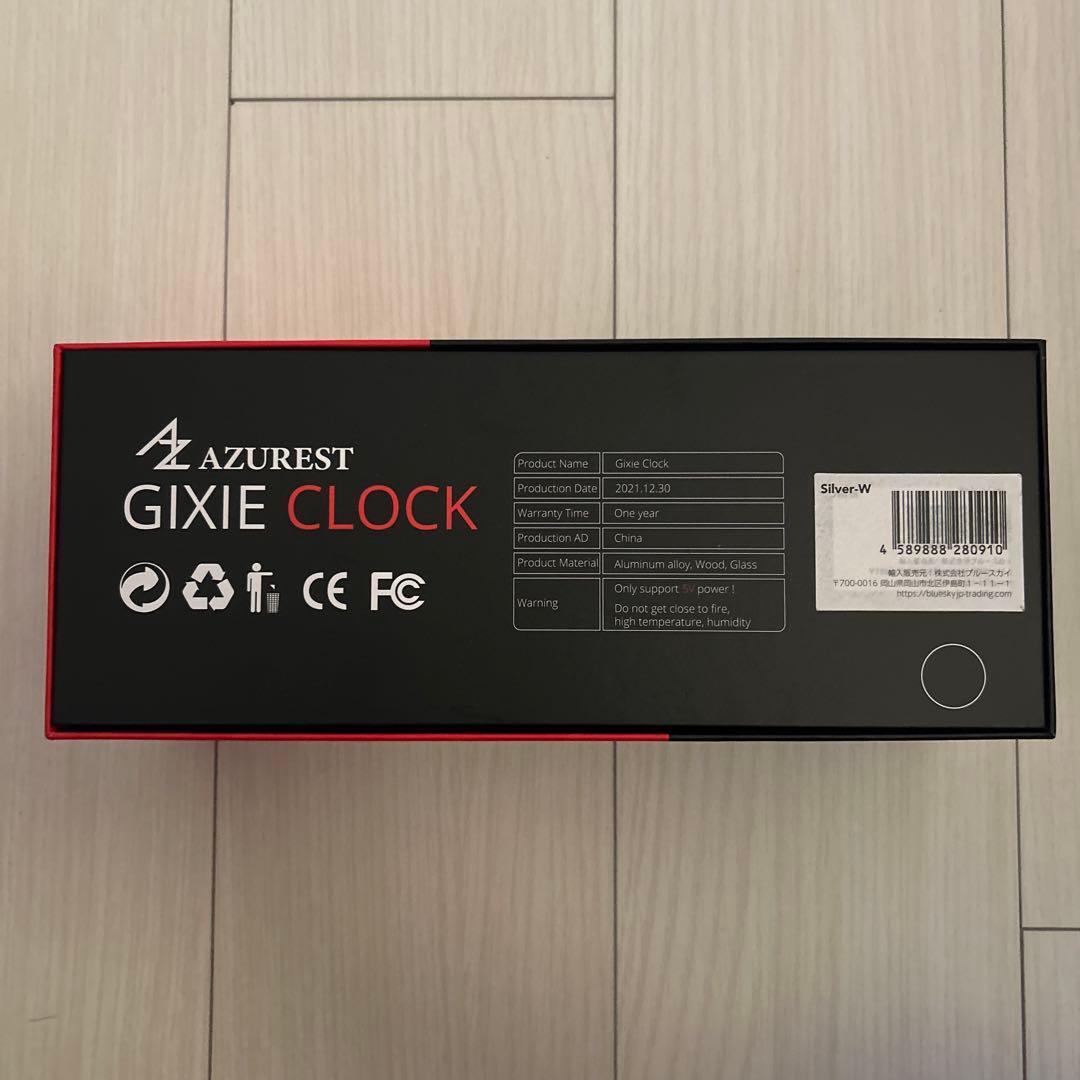 AZUREST
GIXIE CLOCK
CE FC
Product Name Gixie Clock
Production Date 2021.12.30
Warranty Time One year
Production AD China
Product Material Aluminum alloy, Wood, Glass
Warning
Only support 5V power !
Do not get close to fire,
high temperature, humidity
Silver-W
4 589888 280910
輸入販売元：株式会社ブルースカイ
〒700-0016 岡山県岡山市北区伊島町1－11－1
https://blueskyjp-trading.com